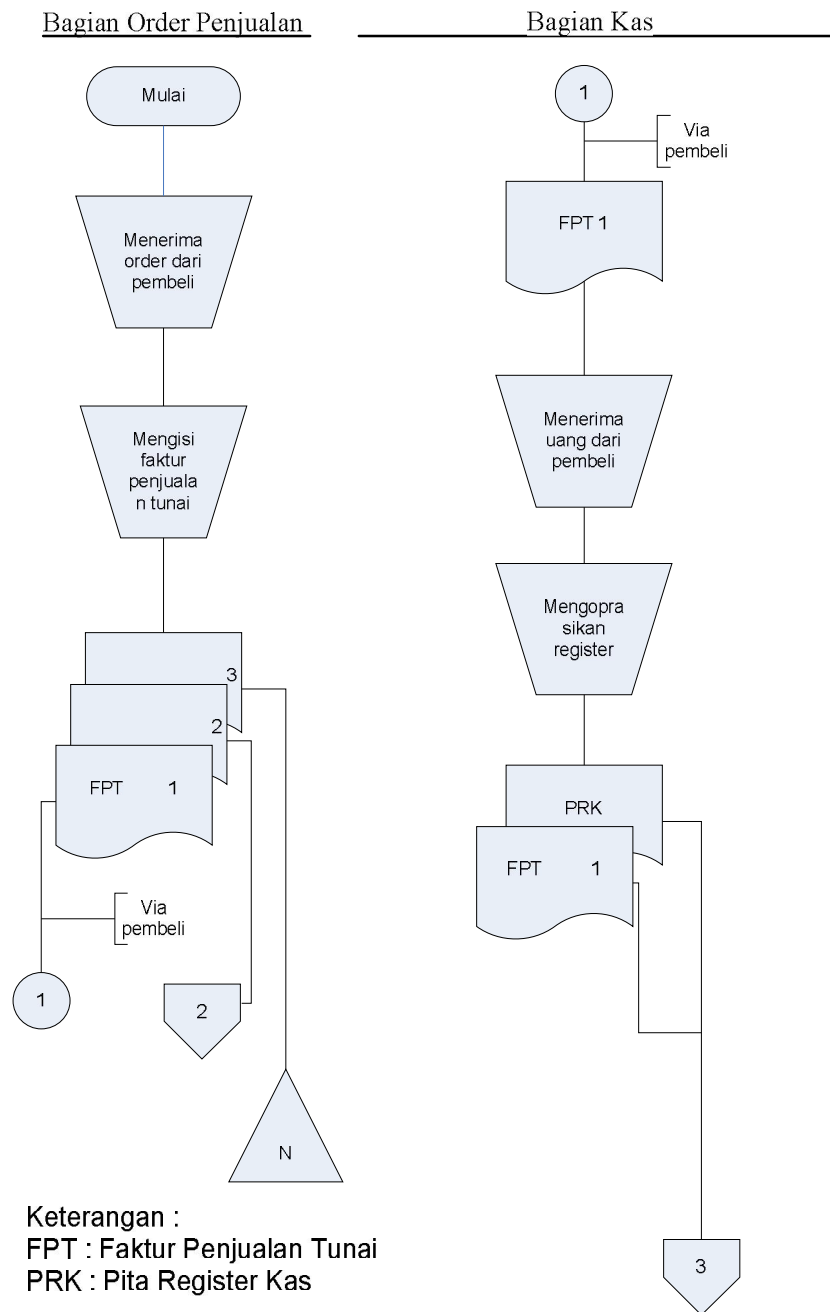 Bagian Order Penjualan
Mulai
Menerima
order dari
pembeli
Mengisi
faktur
penjuala
n tunai
3
2
FPT 1
Via
pembeli
1
2
N
Bagian Kas
1
Via
pembeli
FPT 1
Menerima
uang dari
pembeli
Mengopra
sikan
register
PRK
FPT 1
3
Keterangan :
FPT : Faktur Penjualan Tunai
PRK : Pita Register Kas